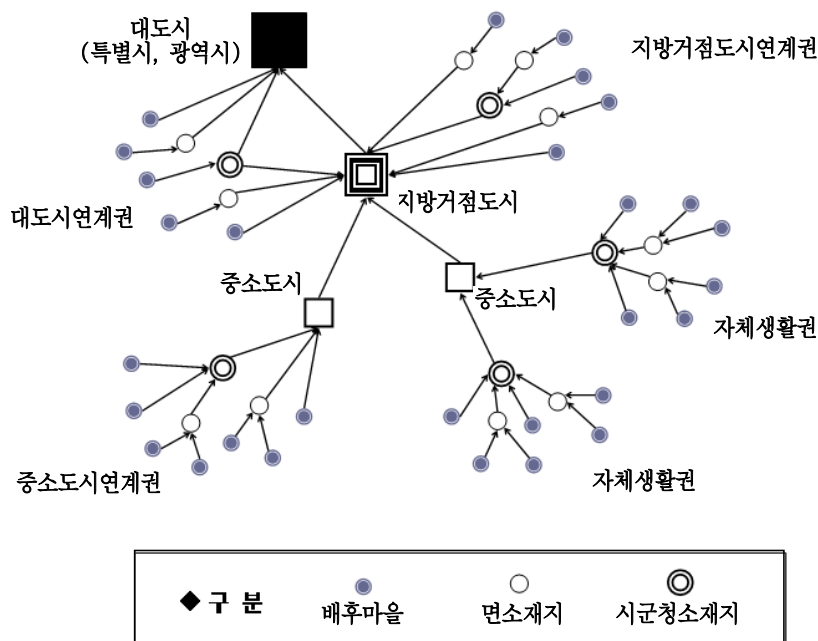 대도시
(특별시, 광역시)
지방거점도시연계권
지방거점도시
대도시연계권
중소도시
중소도시
자체생활권
중소도시연계권
자체생활권
◆ 구 분
배후마을
면소재지
시군청소재지